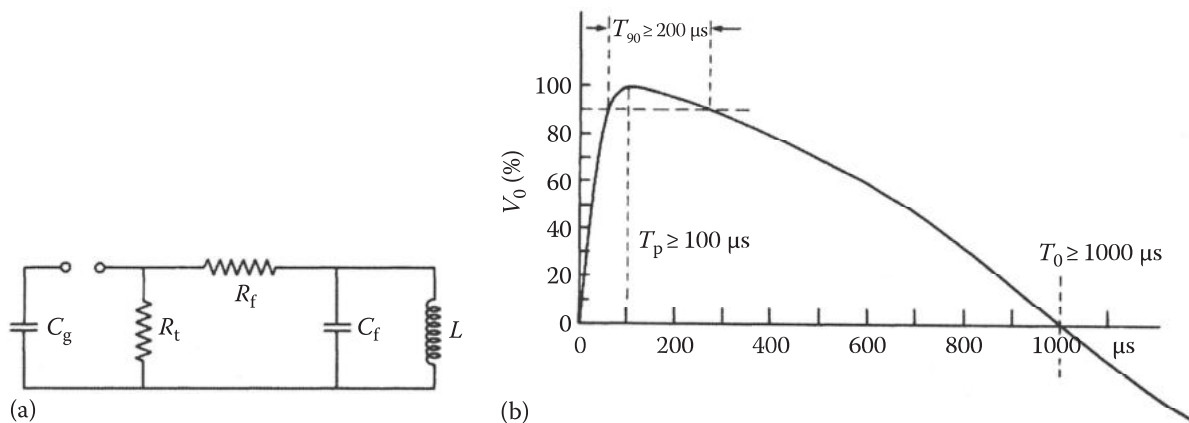 C_g
R_t
R_f
C_f
L
(a)
T_90 ≥ 200 μs
V_0 (%)
100
80
60
40
20
0
T_p ≥ 100 μs
T_0 ≥ 1000 μs
0 200 400 600 800 1000 μs
(b)